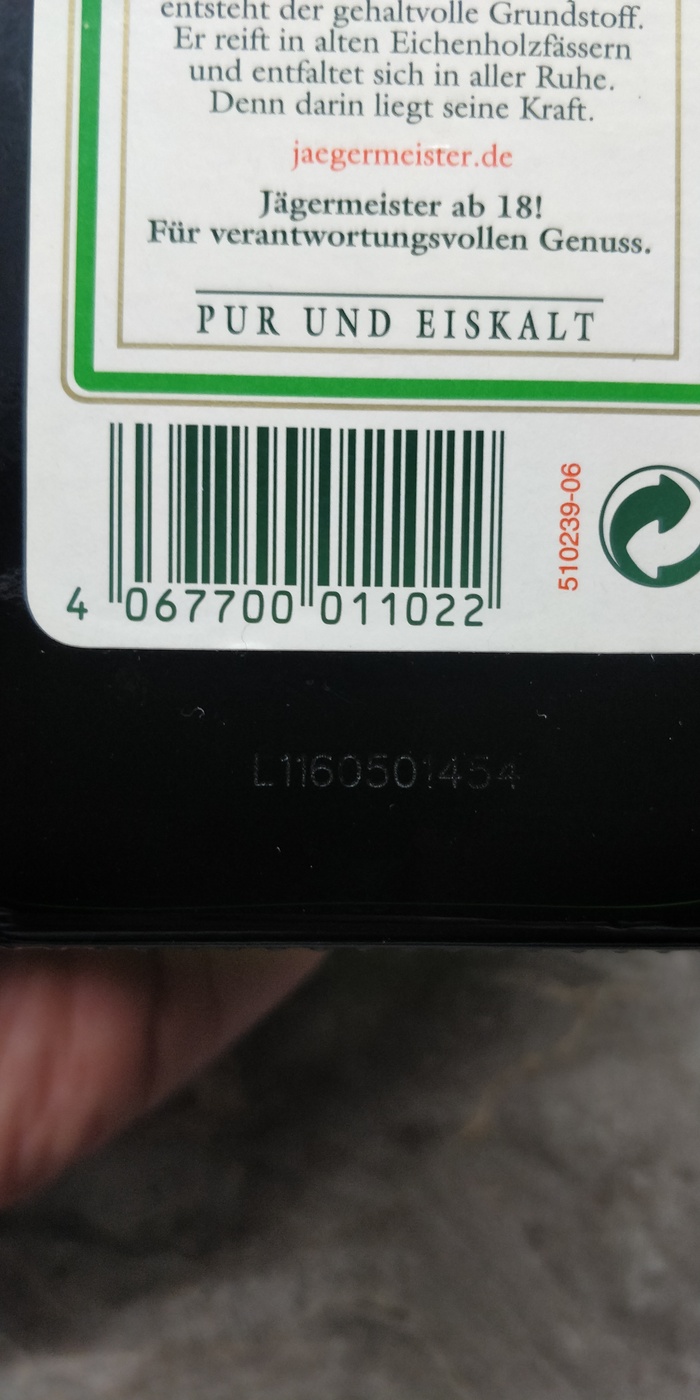 entsteht der gehaltvolle Grundstoff.
Er reift in alten Eichenholzfässern
und entfaltet sich in aller Ruhe.
Denn darin liegt seine Kraft.
jaegermeister.de
Jägermeister ab 18!
Für verantwortungsvollen Genuss.
PUR UND EISKALT
510239-06
4 067700 011022
L1160501454